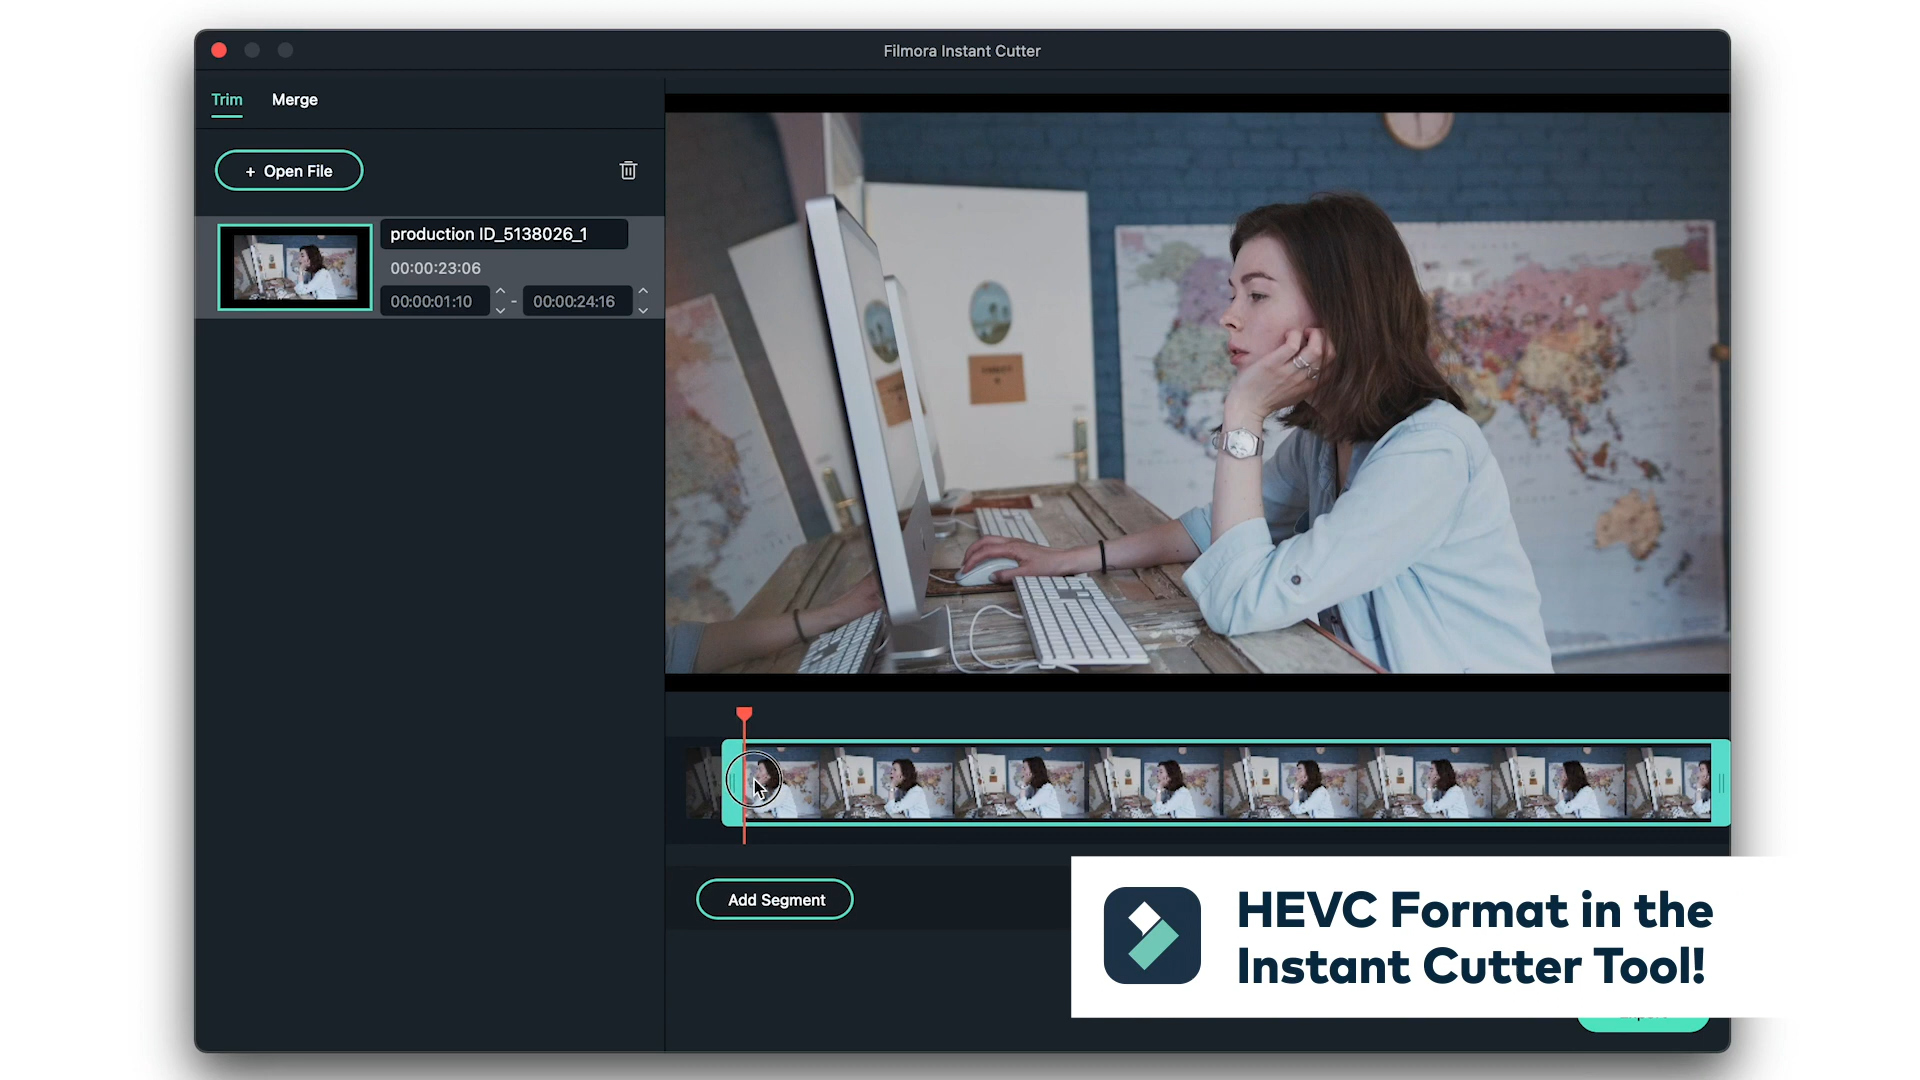 Filmora Instant Cutter
Trim Merge
+ Open File
production ID_5138026_1
00:00:23:06
00:00:01:10 - 00:00:24:16
Add Segment
HEVC Format in the
Instant Cutter Tool!